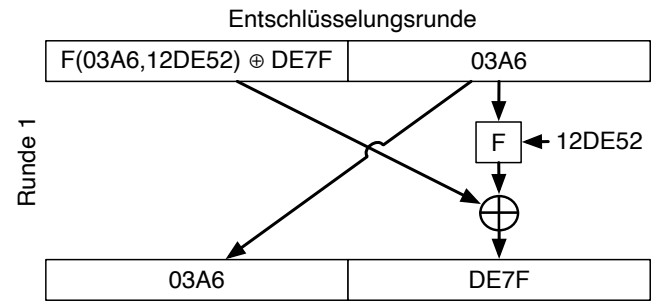 Entschlüsselungsrunde
F(03A6,12DE52) ⊕ DE7F
03A6
Runde 1
F
12DE52
03A6
DE7F